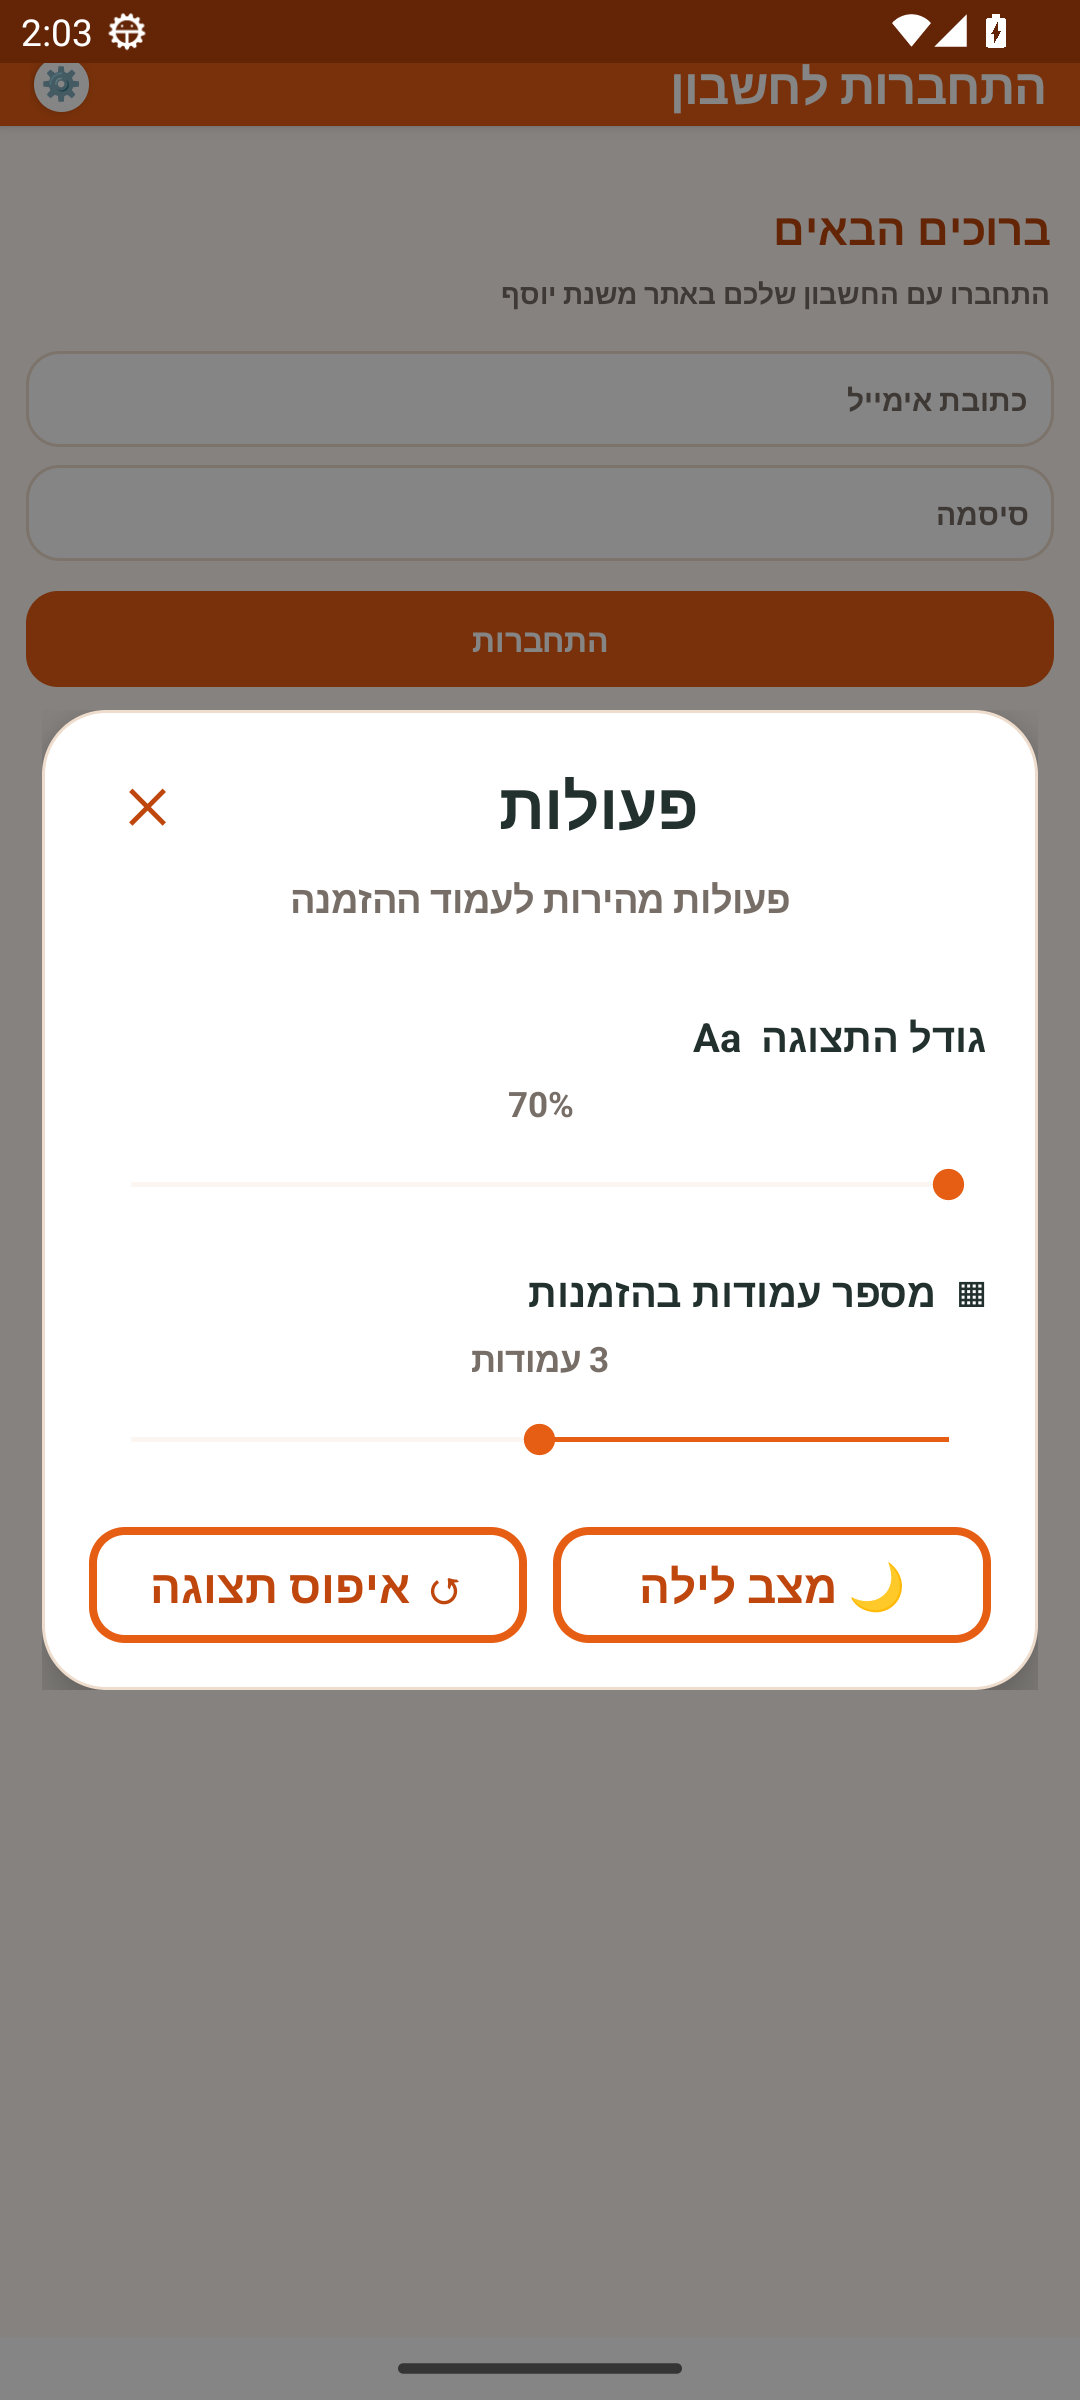 2:03
התחברות לחשבון
ברוכים הבאים
התחברו עם החשבון שלכם באתר משנת יוסף
כתובת אימייל
סיסמה
התחברות
פעולות
פעולות מהירות לעמוד ההזמנה
גודל התצוגה Aa
70%
מספר עמודות בהזמנות
3 עמודות
מצב לילה
איפוס תצוגה